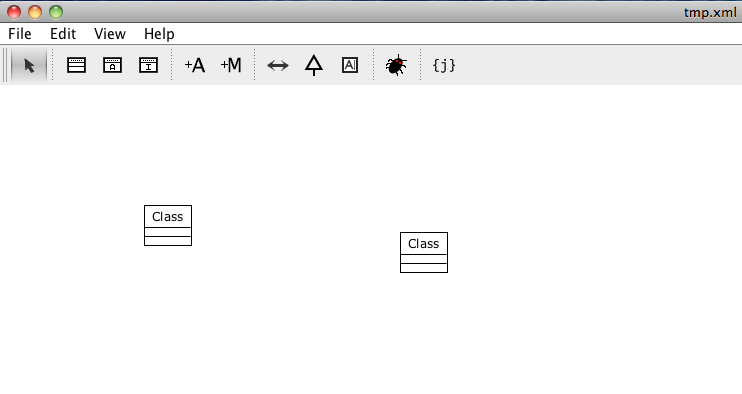 tmp.xml
File Edit View Help
A I +A +M A {j}
Class
Class